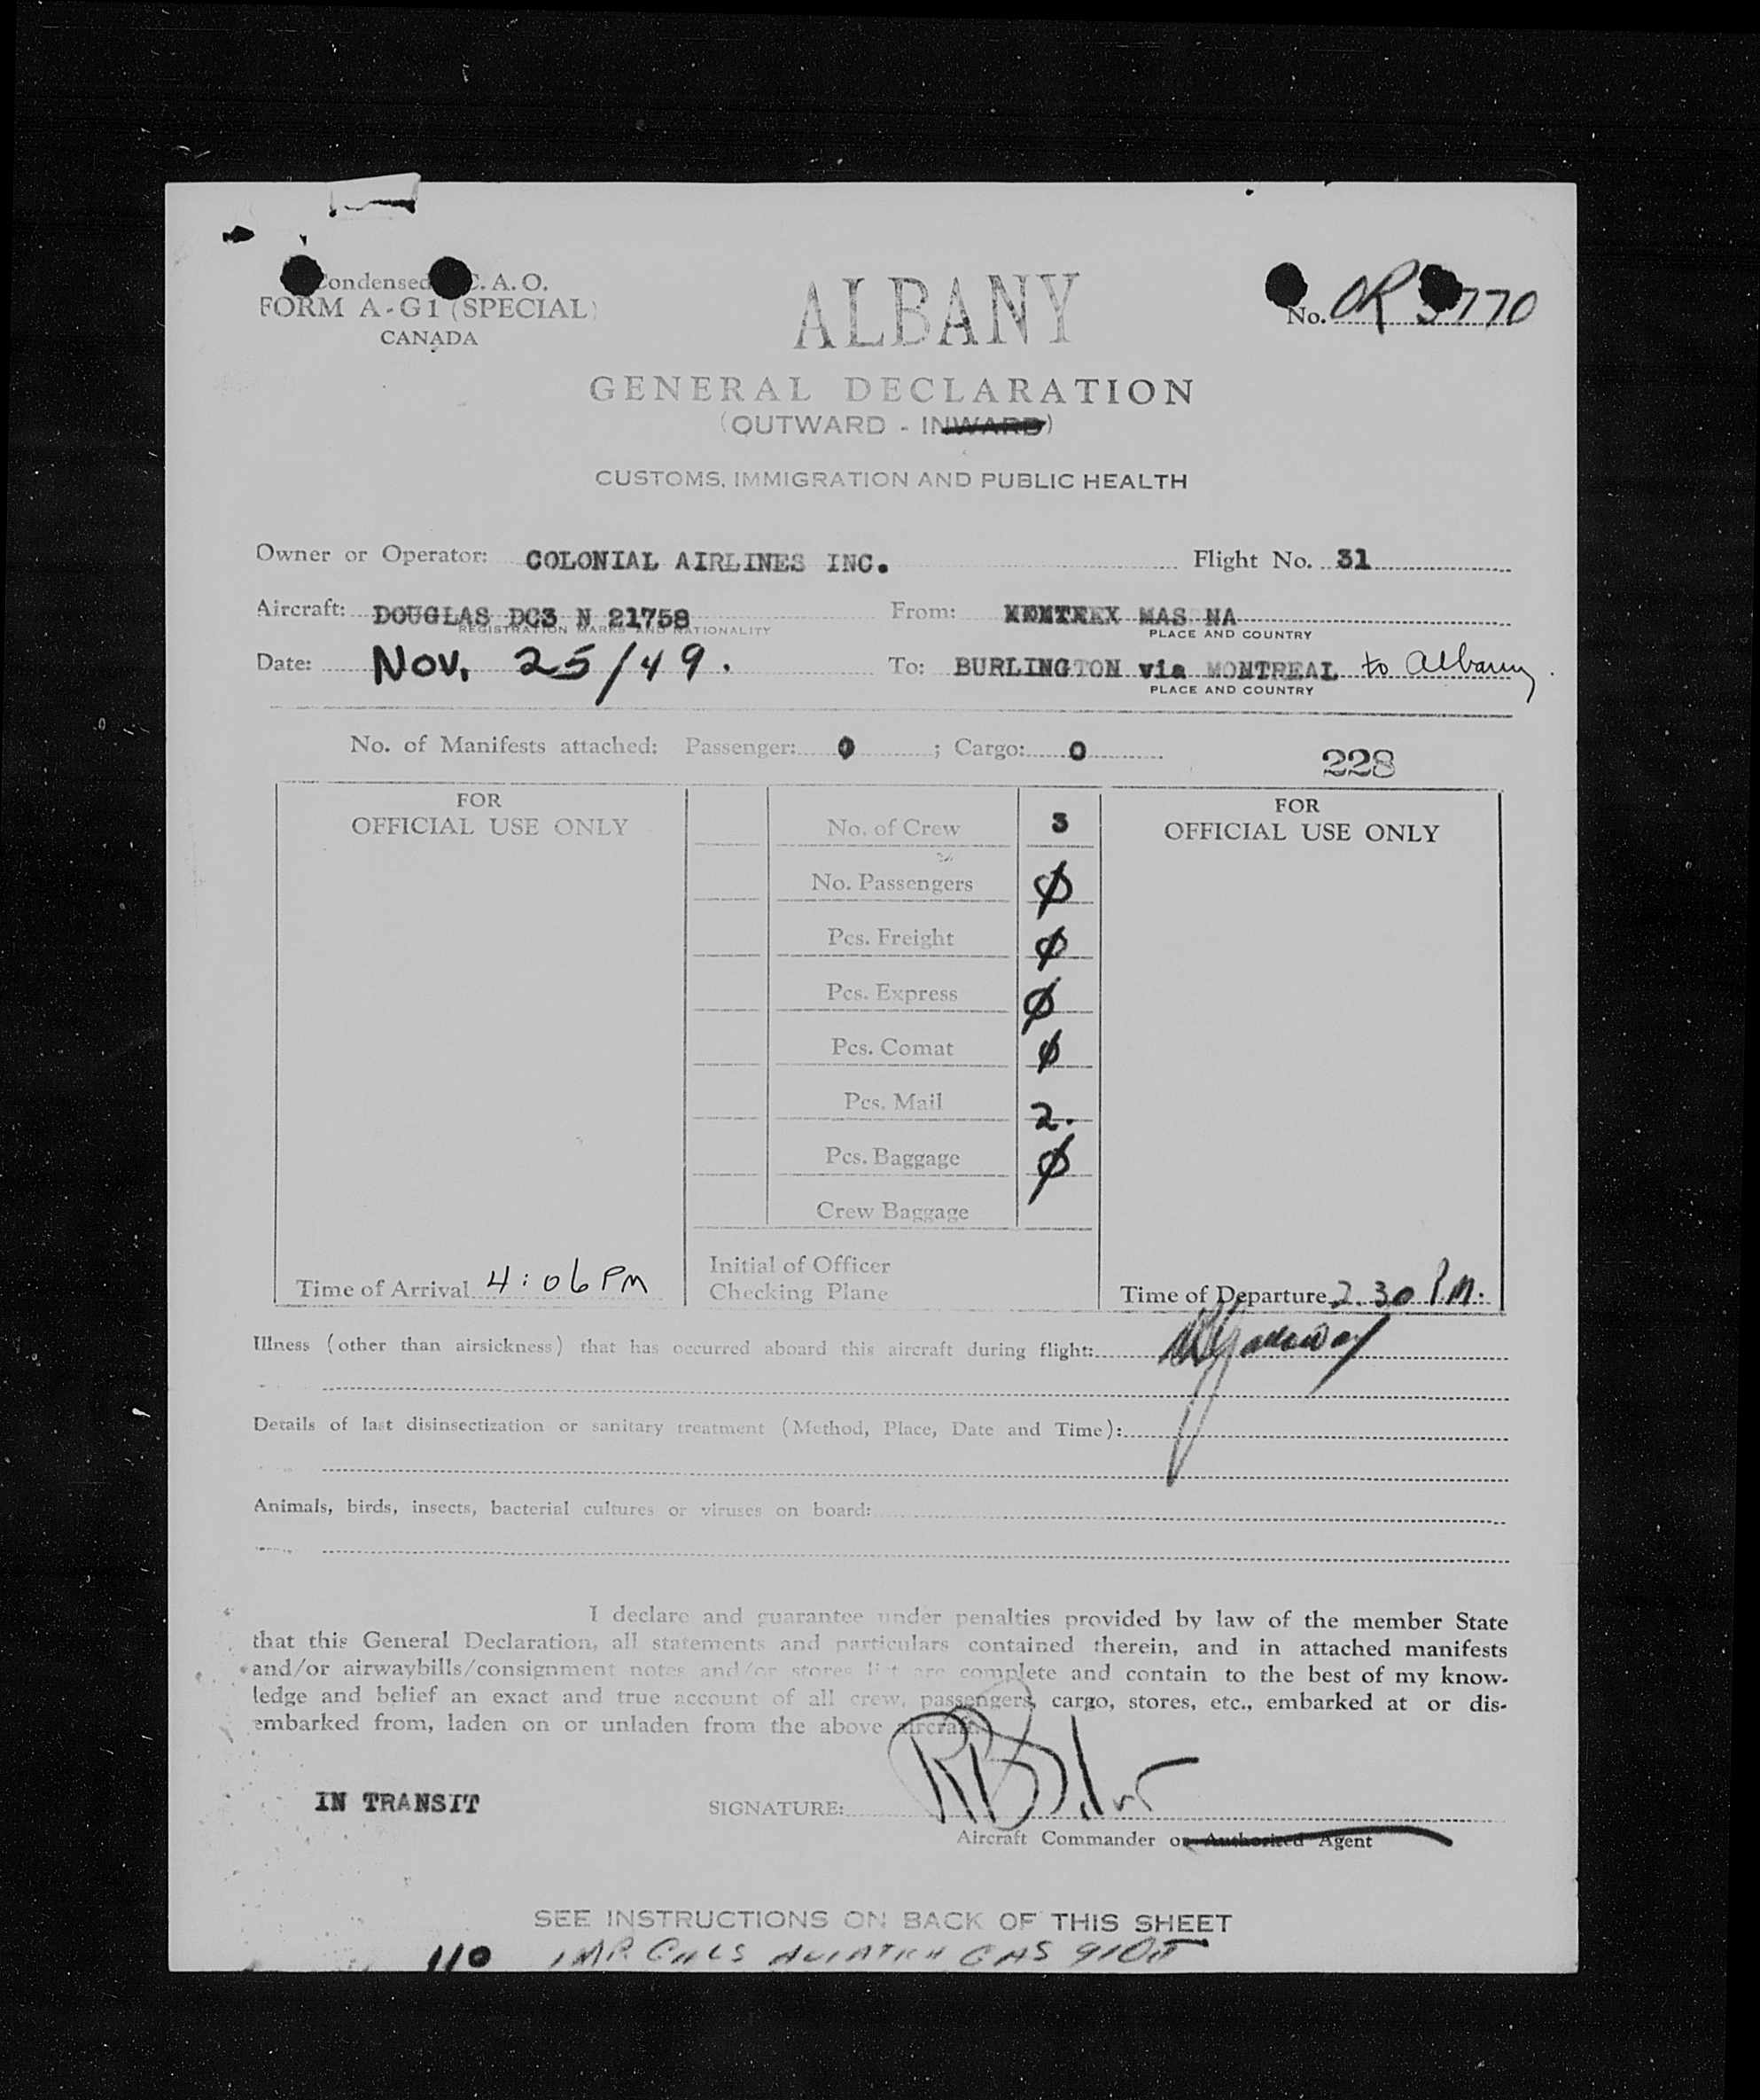 Condensed C. A. O.
FORM A-G1 (SPECIAL)
CANADA
ALBANY
No. OR 770
GENERAL DECLARATION
(OUTWARD - INWARD)
CUSTOMS, IMMIGRATION AND PUBLIC HEALTH
Owner or Operator: COLONIAL AIRLINES INC. Flight No. 31
Aircraft: DOUGLAS DC3 N 21758 From: MAS NA
REGISTRATION MARKS AND NATIONALITY PLACE AND COUNTRY
Date: Nov. 25/49. To: BURLINGTON via MONTREAL to Albany
PLACE AND COUNTRY
No. of Manifests attached: Passenger: 0 ; Cargo: 0
228
FOR
OFFICIAL USE ONLY
No. of Crew 3
No. Passengers Ø
Pcs. Freight Ø
Pcs. Express Ø
Pcs. Comat Ø
Pcs. Mail 2.
Pcs. Baggage Ø
Crew Baggage
FOR
OFFICIAL USE ONLY
Time of Arrival 4:06 PM
Initial of Officer
Checking Plane
Time of Departure 2.30 P.M.
Illness (other than airsickness) that has occurred aboard this aircraft during flight:
Details of last disinsectization or sanitary treatment (Method, Place, Date and Time):
Animals, birds, insects, bacterial cultures or viruses on board:
I declare and guarantee under penalties provided by law of the member State
that this General Declaration, all statements and particulars contained therein, and in attached manifests
and/or airwaybills/consignment notes and/or stores list are complete and contain to the best of my know-
ledge and belief an exact and true account of all crew, passengers, cargo, stores, etc., embarked at or dis-
embarked from, laden on or unladen from the above aircraft.
IN TRANSIT
SIGNATURE:
Aircraft Commander or Authorized Agent
SEE INSTRUCTIONS ON BACK OF THIS SHEET
110 IMP. GALS AVIATION GAS